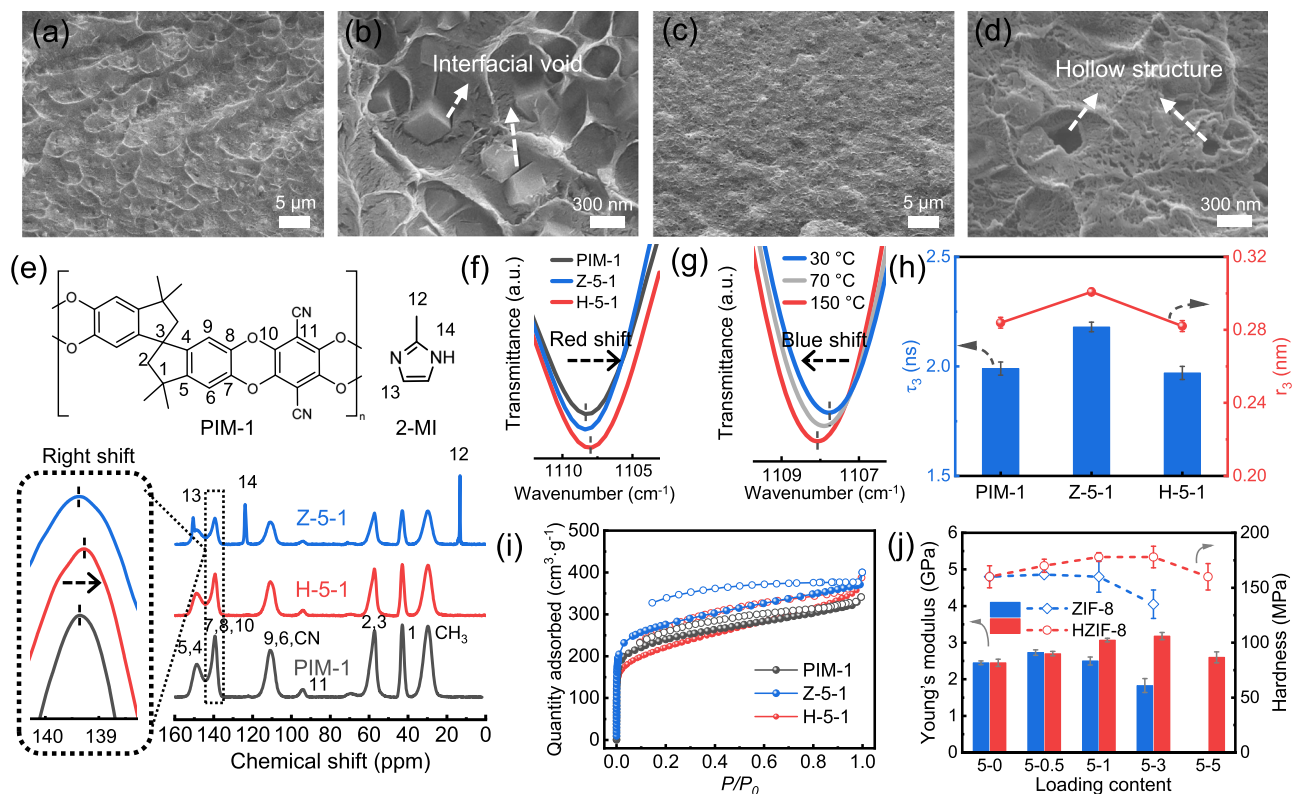 (a)
5 µm
(b)
Interfacial void
300 nm
(c)
5 µm
(d)
Hollow structure
300 nm
(e)
O
O
3
2
1
4
5
9
6
8
7
O
10
O
CN
11
CN
O
O
n
PIM-1
12
14
N
NH
13
2-MI
Right shift
140 139
13
14
12
Z-5-1
H-5-1
7,8,10
5,4
9,6,CN
11
2,3
1
CH3
PIM-1
160 140 120 100 80 60 40 20 0
Chemical shift (ppm)
(f)
Transmittance (a.u.)
PIM-1
Z-5-1
H-5-1
Red shift
1110 1105
Wavenumber (cm-1)
(g)
Transmittance (a.u.)
30 °C
70 °C
150 °C
Blue shift
1109 1107
Wavenumber (cm-1)
(h)
2.5
2.0
1.5
τ3 (ns)
0.32
0.28
0.24
0.20
r3 (nm)
PIM-1 Z-5-1 H-5-1
(i)
Quantity adsorbed (cm3·g-1)
500
400
300
200
100
0
PIM-1
Z-5-1
H-5-1
0.0 0.2 0.4 0.6 0.8 1.0
P/P0
(j)
Young's modulus (GPa)
6
5
4
3
2
1
0
ZIF-8
HZIF-8
200
150
100
50
0
Hardness (MPa)
5-0 5-0.5 5-1 5-3 5-5
Loading content